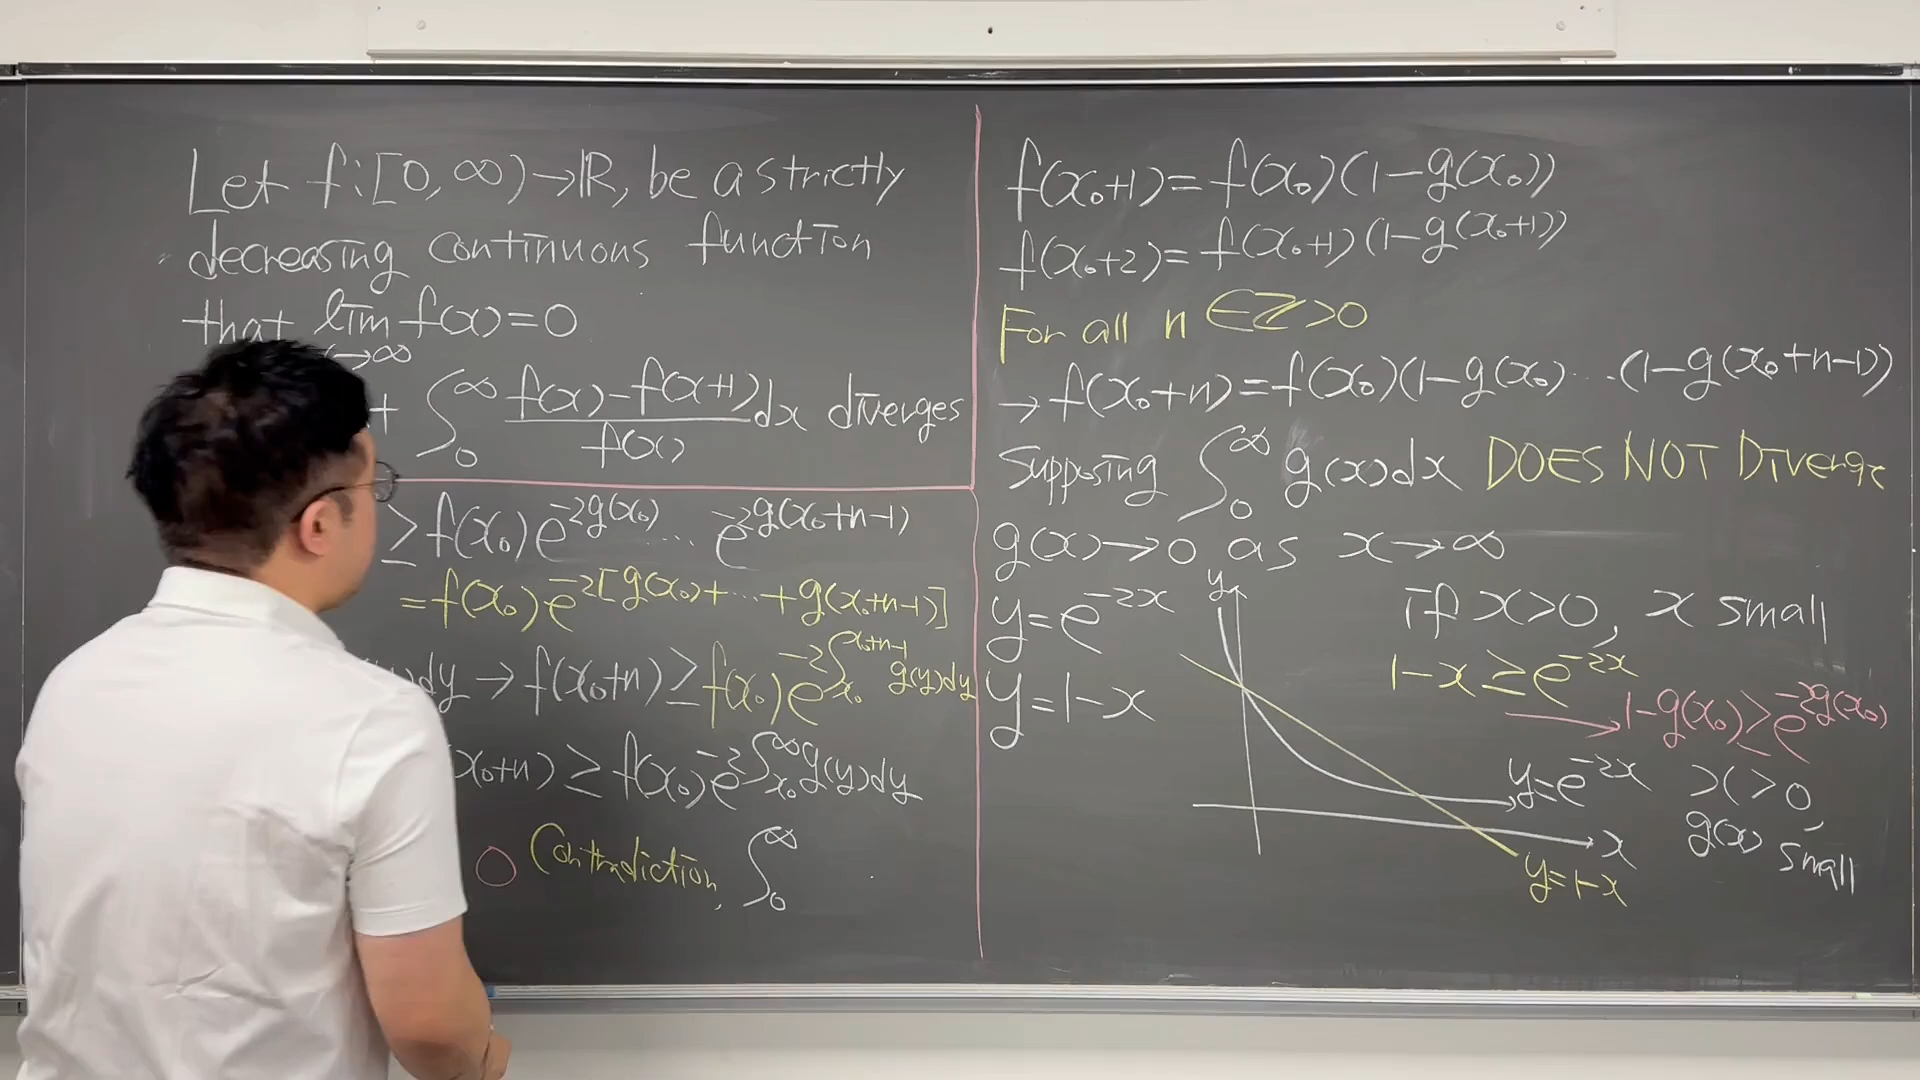 Let f:[0,∞)→ℝ, be a strictly
decreasing continuous function
that lim f(x)=0
→∞
∫₀^∞ (f(x)-f(x+1))/f(x) dx diverges
≥f(x₀)e^{-2g(x₀)}....e^{-2g(x₀+n-1)}
=f(x₀)e^{-2[g(x₀)+...+g(x₀+n-1)]}
dy→f(x₀+n)≥f(x₀)e^{-2∫_{x₀}^{x₀+n-1} g(y)dy}
(x₀+n)≥f(x₀)e^{-2∫_{x₀}^∞ g(y)dy}
0 Contradiction, ∫₀^∞
f(x₀+1)=f(x₀)(1-g(x₀))
f(x₀+2)=f(x₀+1)(1-g(x₀+1))
For all n∈ℤ>0
→f(x₀+n)=f(x₀)(1-g(x₀)...(1-g(x₀+n-1))
Supposing ∫₀^∞ g(x)dx DOES NOT Diverge
g(x)→0 as x→∞
y=e^{-2x}
y=1-x
y
if x>0, x small
1-x≥e^{-2x}
→1-g(x₀)≥e^{-2g(x₀)}
y=e^{-2x}
x>0,
g(x) small
x
y=1-x